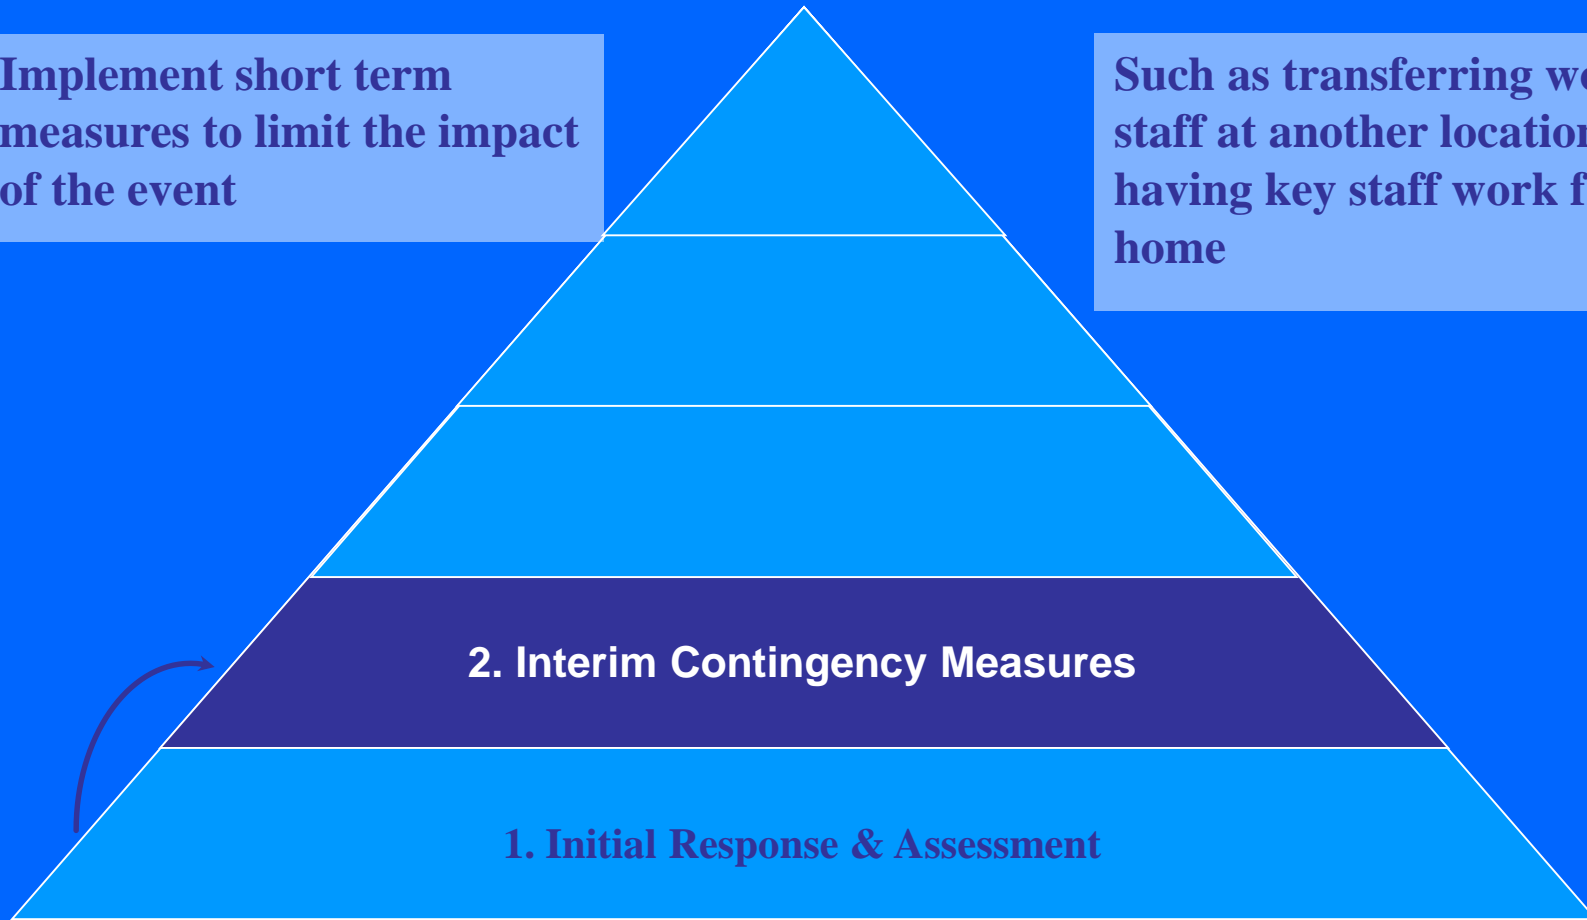 Implement short term
measures to limit the impact
of the event
Such as transferring
staff at another location
having key staff work
home
2. Interim Contingency Measures
1. Initial Response & Assessment